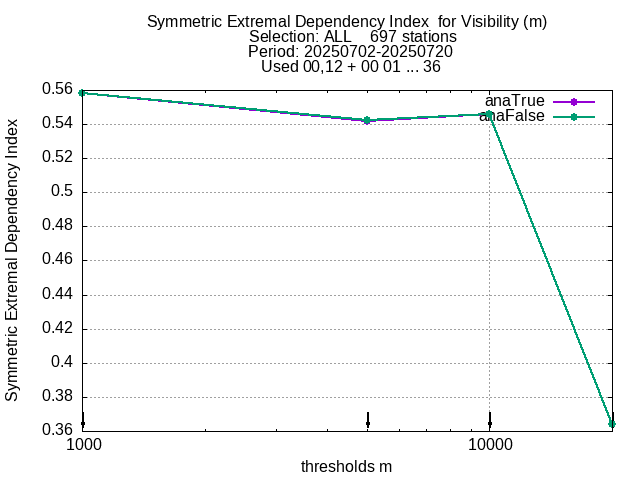 Symmetric Extremal Dependency Index  for Visibility (m)
Selection: ALL    697 stations
Period: 20250702-20250720
Used 00,12 + 00 01 ... 36
anaTrue
anaFalse
Symmetric Extremal Dependency Index
0.56
0.54
0.52
0.5
0.48
0.46
0.44
0.42
0.4
0.38
0.36
1000
10000
thresholds m